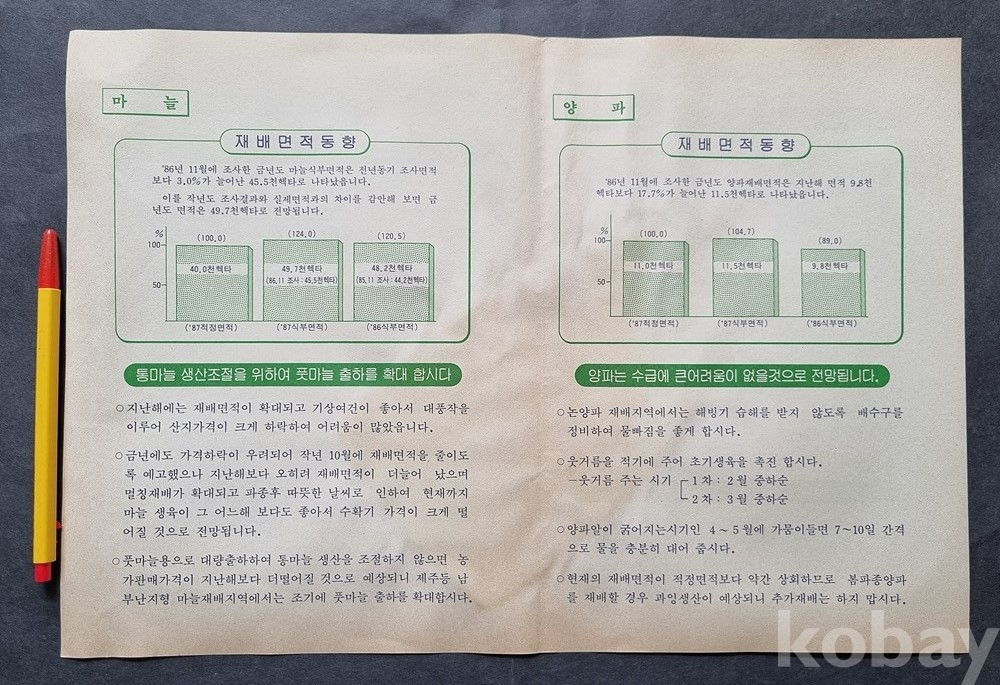 마 늘
재배면적동향
'86년 11월에 조사한 금년도 마늘식부면적은 전년동기 조사면적
보다 3.0%가 늘어난 45.5천헥타로 나타났읍니다.
이를 작년도 조사결과와 실제면적과의 차이를 감안해 보면 금
년도 면적은 49.7천헥타로 전망됩니다.
%
100
50
(100.0)
(124.0)
(120.5)
40.0천헥타
49.7천헥타
48.2천헥타
(86.11 조사 : 45.5천헥타)
(85.11 조사 : 44.2천헥타)
('87적정면적)
('87식부면적)
('86식부면적)
통마늘 생산조절을 위하여 풋마늘 출하를 확대 합시다
○지난해에는 재배면적이 확대되고 기상여건이 좋아서 대풍작을
이루어 산지가격이 크게 하락하여 어려움이 많았읍니다.
○금년에도 가격하락이 우려되어 작년 10월에 재배면적을 줄이도
록 예고했으나 지난해보다 오히려 재배면적이 더늘어 났으며
멀칭재배가 확대되고 파종후 따뜻한 날씨로 인하여 현재까지
마늘 생육이 그 어느해 보다도 좋아서 수확기 가격이 크게 떨
어질 것으로 전망됩니다.
○풋마늘용으로 대량출하하여 통마늘 생산을 조절하지 않으면 농
가판매가격이 지난해보다 더떨어질 것으로 예상되니 제주등 남
부난지형 마늘재배지역에서는 조기에 풋마늘 출하를 확대합시다.
양 파
재배면적동향
'86년 11월에 조사한 금년도 양파재배면적은 지난해 면적 9.8천
헥타보다 17.7%가 늘어난 11.5천헥타로 나타났읍니다.
%
100
50
(100.0)
(104.7)
(89.0)
11.0천헥타
11.5천헥타
9.8천헥타
('87적정면적)
('87식부면적)
('86식부면적)
양파는 수급에 큰어려움이 없을것으로 전망됩니다.
○논양파 재배지역에서는 해빙기 습해를 받지 않도록 배수구를
정비하여 물빠짐을 좋게 합시다.
○웃거름을 적기에 주어 초기생육을 촉진 합시다.
－웃거름 주는 시기 1차 : 2월 중하순
2차 : 3월 중하순
○양파알이 굵어지는시기인 4～5월에 가뭄이들면 7～10일 간격
으로 물을 충분히 대어 줍시다.
○현재의 재배면적이 적정면적보다 약간 상회하므로 봄파종양파
를 재배할 경우 과잉생산이 예상되니 추가재배는 하지 맙시다.
kobay